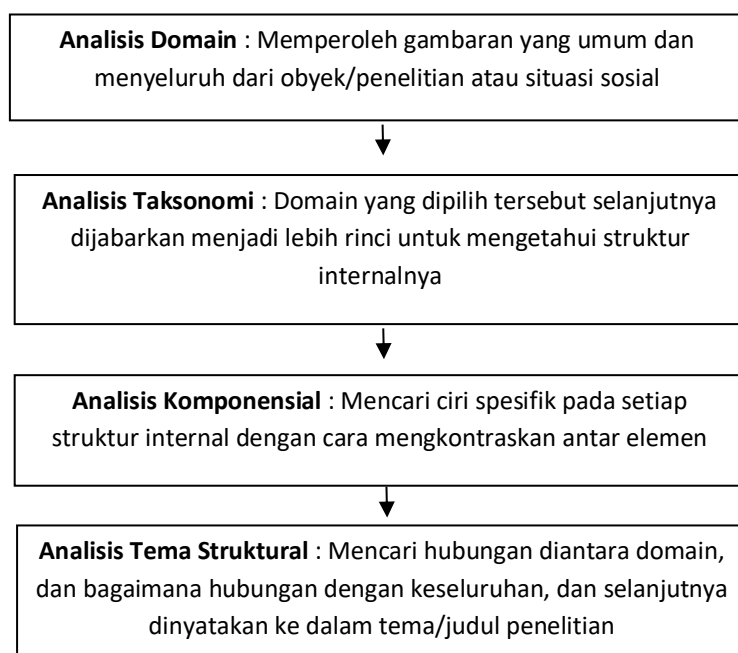 Analisis Domain : Memperoleh gambaran yang umum dan
menyeluruh dari obyek/penelitian atau situasi sosial
Analisis Taksonomi : Domain yang dipilih tersebut selanjutnya
dijabarkan menjadi lebih rinci untuk mengetahui struktur
internalnya
Analisis Komponensial : Mencari ciri spesifik pada setiap
struktur internal dengan cara mengkontraskan antar elemen
Analisis Tema Struktural : Mencari hubungan diantara domain,
dan bagaimana hubungan dengan keseluruhan, dan selanjutnya
dinyatakan ke dalam tema/judul penelitian